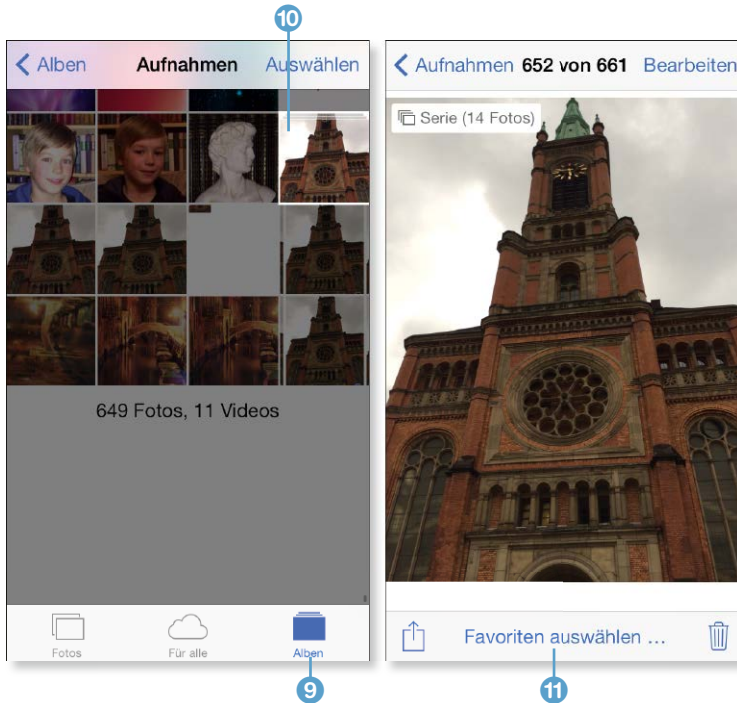 10
Alben Aufnahmen Auswählen
649 Fotos, 11 Videos
Fotos Für alle Alben
9
Aufnahmen 652 von 661 Bearbeiten
Serie (14 Fotos)
Favoriten auswählen ...
11